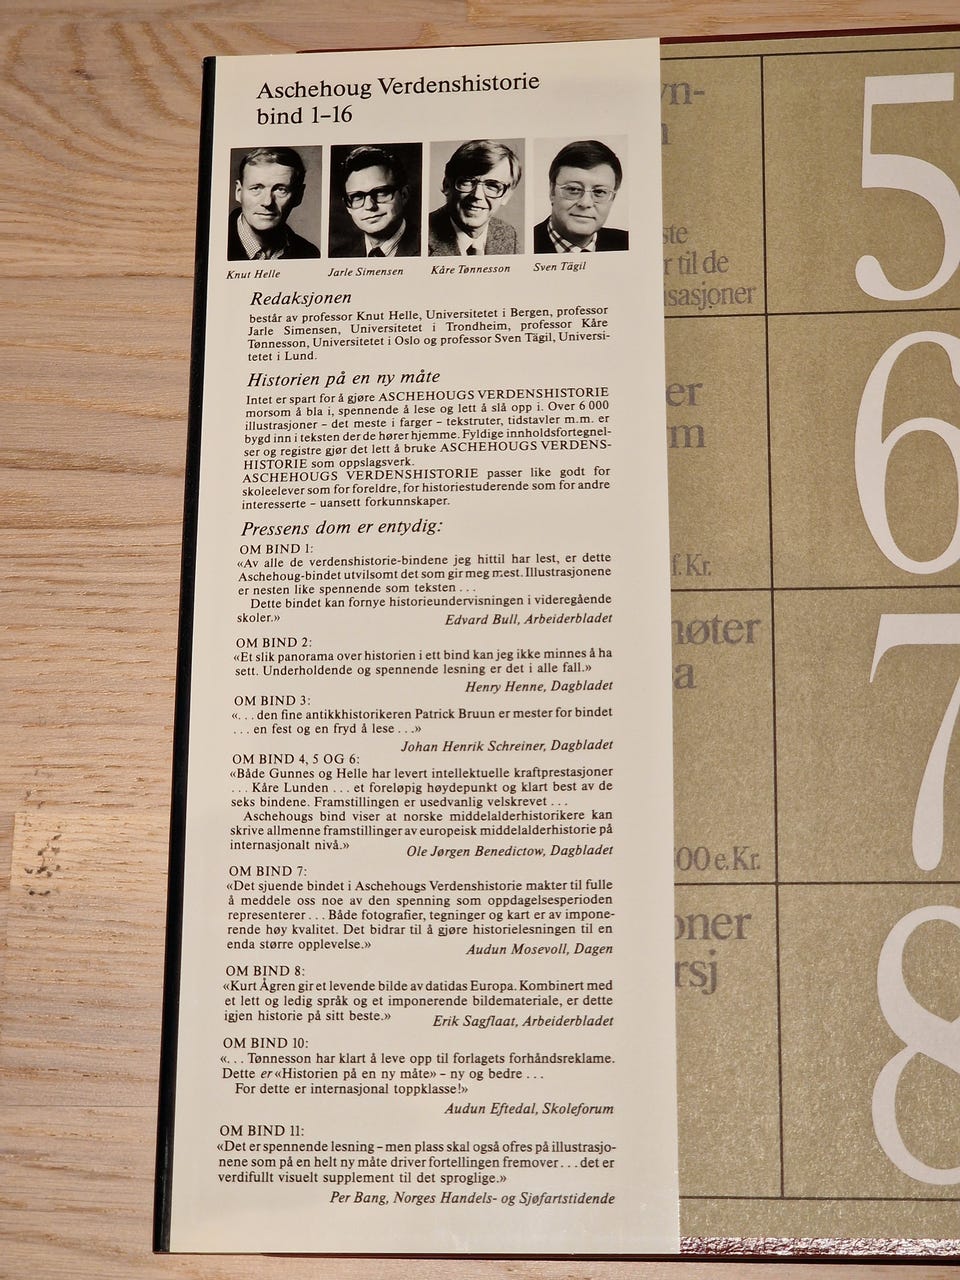 Aschehoug Verdenshistorie
bind 1–16
Knut Helle
Jarle Simensen
Kåre Tønnesson
Sven Tägil
Redaksjonen
består av professor Knut Helle, Universitetet i Bergen, professor
Jarle Simensen, Universitetet i Trondheim, professor Kåre
Tønnesson, Universitetet i Oslo og professor Sven Tägil, Universi-
tetet i Lund.
Historien på en ny måte
Intet er spart for å gjøre ASCHEHOUGS VERDENSHISTORIE
morsom å bla i, spennende å lese og lett å slå opp i. Over 6 000
illustrasjoner – det meste i farger – tekstruter, tidstavler m.m. er
bygd inn i teksten der de hører hjemme. Fyldige innholdsfortegnel-
ser og registre gjør det lett å bruke ASCHEHOUGS VERDENS-
HISTORIE som oppslagsverk.
ASCHEHOUGS VERDENSHISTORIE passer like godt for
skoleelever som for foreldre, for historiestuderende som for andre
interesserte – uansett forkunnskaper.
Pressens dom er entydig:
OM BIND 1:
«Av alle de verdenshistorie-bindene jeg hittil har lest, er dette
Aschehoug-bindet utvilsomt det som gir meg mest. Illustrasjonene
er nesten like spennende som teksten . . .
Dette bindet kan fornye historieundervisningen i videregående
skoler.»
Edvard Bull, Arbeiderbladet
OM BIND 2:
«Et slik panorama over historien i ett bind kan jeg ikke minnes å ha
sett. Underholdende og spennende lesning er det i alle fall.»
Henry Henne, Dagbladet
OM BIND 3:
«. . . den fine antikkhistorikeren Patrick Bruun er mester for bindet
. . . en fest og en fryd å lese . . .»
Johan Henrik Schreiner, Dagbladet
OM BIND 4, 5 OG 6:
«Både Gunnes og Helle har levert intellektuelle kraftprestasjoner
. . . Kåre Lunden . . . et foreløpig høydepunkt og klart best av de
seks bindene. Framstillingen er usedvanlig velskrevet . . .
Aschehougs bind viser at norske middelalderhistorikere kan
skrive allmenne framstillinger av europeisk middelalderhistorie på
internasjonalt nivå.»
Ole Jørgen Benedictow, Dagbladet
OM BIND 7:
«Det sjuende bindet i Aschehougs Verdenshistorie makter til fulle
å meddele oss noe av den spenning som oppdagelsesperioden
representerer . . . Både fotografier, tegninger og kart er av impone-
rende høy kvalitet. Det bidrar til å gjøre historielesningen til en
enda større opplevelse.»
Audun Mosevoll, Dagen
OM BIND 8:
«Kurt Ågren gir et levende bilde av datidas Europa. Kombinert med
et lett og ledig språk og et imponerende bildemateriale, er dette
igjen historie på sitt beste.»
Erik Sagflaat, Arbeiderbladet
OM BIND 10:
«. . . Tønnesson har klart å leve opp til forlagets forhåndsreklame.
Dette er «Historien på en ny måte» – ny og bedre . . .
For dette er internasjonal toppklasse!»
Audun Eftedal, Skoleforum
OM BIND 11:
«Det er spennende lesning – men plass skal også ofres på illustrasjo-
nene som på en helt ny måte driver fortellingen fremover . . . det er
verdifullt visuelt supplement til det sproglige.»
Per Bang, Norges Handels- og Sjøfartstidende
til de
5
er
6
f. Kr.
a
7
00 e. Kr.
8